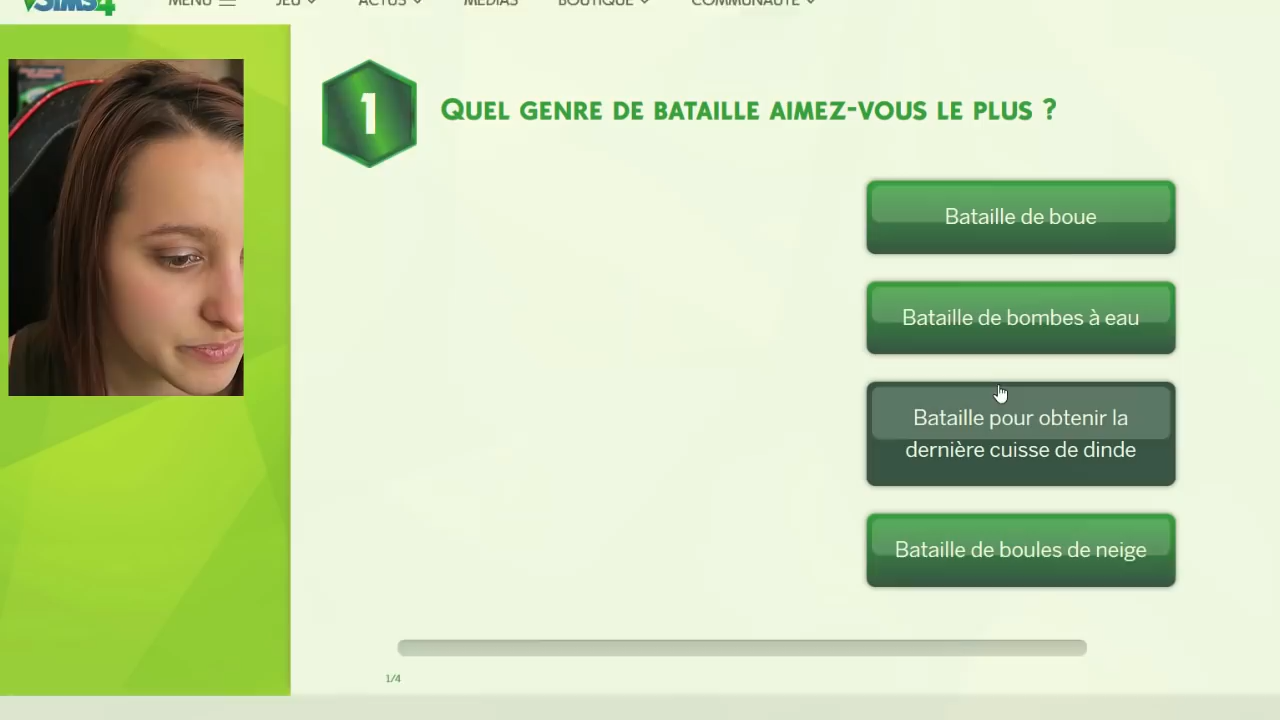 SIMS4 MENU JEU ACTUS MÉDIAS BOUTIQUE COMMUNAUTÉ
1 QUEL GENRE DE BATAILLE AIMEZ-VOUS LE PLUS ?
Bataille de boue
Bataille de bombes à eau
Bataille pour obtenir la
dernière cuisse de dinde
Bataille de boules de neige
1/4